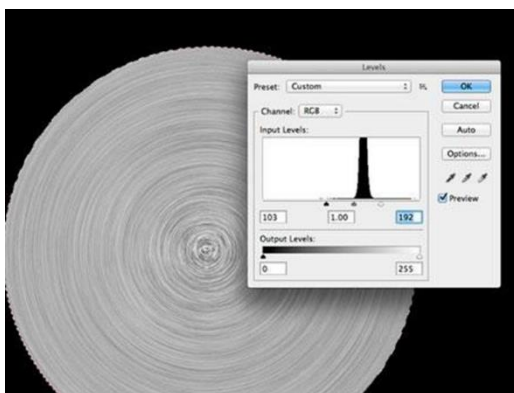 Levels
Preset: Custom
OK
Channel: RGB
Cancel
Input Levels:
Auto
Options...
Preview
103 1.00 192
Output Levels:
0 255